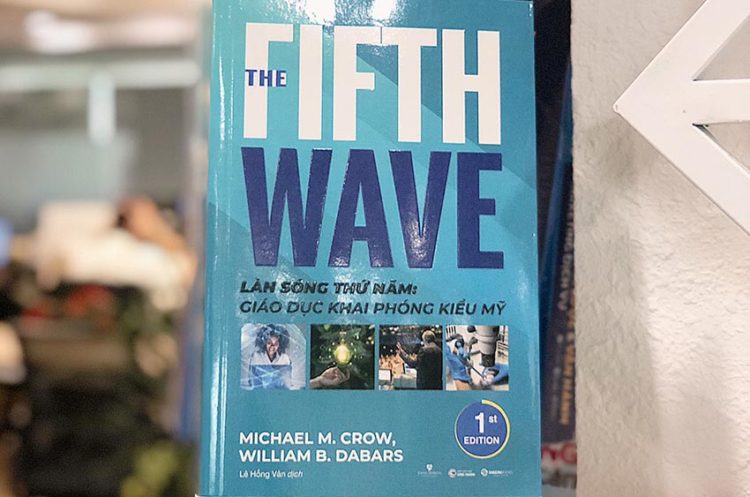 THE
FIFTH
WAVE
LÀN SÓNG THỨ NĂM:
GIÁO DỤC KHAI PHÓNG KIỂU MỸ
1st
EDITION
MICHAEL M. CROW,
WILLIAM B. DABARS
Lê Hồng Vân dịch